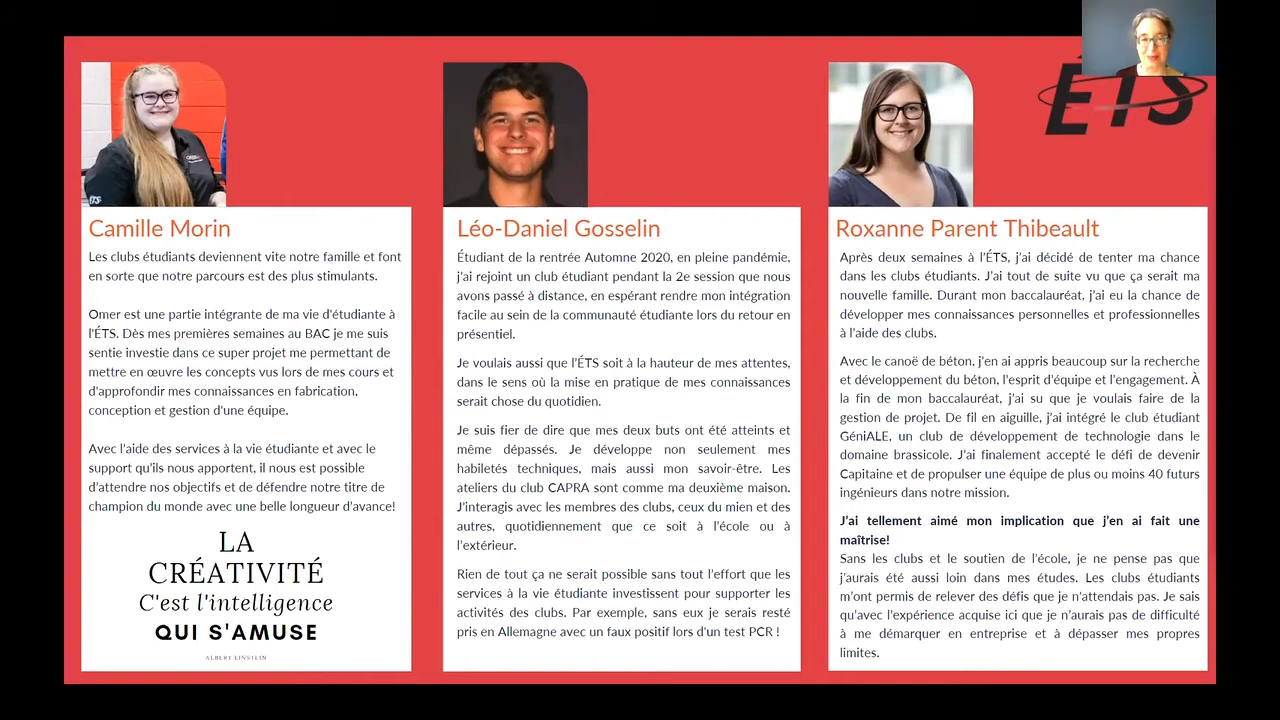 ÉTS
Camille Morin
Les clubs étudiants deviennent vite notre famille et font
en sorte que notre parcours est des plus stimulants.
Omer est une partie intégrante de ma vie d'étudiante à
l'ÉTS. Dès mes premières semaines au BAC je me suis
sentie investie dans ce super projet me permettant de
mettre en œuvre les concepts vus lors de mes cours et
d'approfondir mes connaissances en fabrication,
conception et gestion d'une équipe.
Avec l'aide des services à la vie étudiante et avec le
support qu'ils nous apportent, il nous est possible
d'attendre nos objectifs et de défendre notre titre de
champion du monde avec une belle longueur d'avance!
LA
CRÉATIVITÉ
C'est l'intelligence
QUI S'AMUSE
ALBERT EINSTEIN
Léo-Daniel Gosselin
Étudiant de la rentrée Automne 2020, en pleine pandémie,
j'ai rejoint un club étudiant pendant la 2e session que nous
avons passé à distance, en espérant rendre mon intégration
facile au sein de la communauté étudiante lors du retour en
présentiel.
Je voulais aussi que l'ÉTS soit à la hauteur de mes attentes,
dans le sens où la mise en pratique de mes connaissances
serait chose du quotidien.
Je suis fier de dire que mes deux buts ont été atteints et
même dépassés. Je développe non seulement mes
habiletés techniques, mais aussi mon savoir-être. Les
ateliers du club CAPRA sont comme ma deuxième maison.
J'interagis avec les membres des clubs, ceux du mien et des
autres, quotidiennement que ce soit à l'école ou à
l'extérieur.
Rien de tout ça ne serait possible sans tout l'effort que les
services à la vie étudiante investissent pour supporter les
activités des clubs. Par exemple, sans eux je serais resté
pris en Allemagne avec un faux positif lors d'un test PCR !
Roxanne Parent Thibeault
Après deux semaines à l'ÉTS, j'ai décidé de tenter ma chance
dans les clubs étudiants. J'ai tout de suite vu que ça serait ma
nouvelle famille. Durant mon baccalauréat, j'ai eu la chance de
développer mes connaissances personnelles et professionnelles
à l'aide des clubs.
Avec le canoë de béton, j'en ai appris beaucoup sur la recherche
et développement du béton, l'esprit d'équipe et l'engagement. À
la fin de mon baccalauréat, j'ai su que je voulais faire de la
gestion de projet. De fil en aiguille, j'ai intégré le club étudiant
GéniALE, un club de développement de technologie dans le
domaine brassicole. J'ai finalement accepté le défi de devenir
Capitaine et de propulser une équipe de plus ou moins 40 futurs
ingénieurs dans notre mission.
J'ai tellement aimé mon implication que j'en ai fait une
maîtrise!
Sans les clubs et le soutien de l'école, je ne pense pas que
j'aurais été aussi loin dans mes études. Les clubs étudiants
m'ont permis de relever des défis que je n'attendais pas. Je sais
qu'avec l'expérience acquise ici que je n'aurais pas de difficulté
à me démarquer en entreprise et à dépasser mes propres
limites.